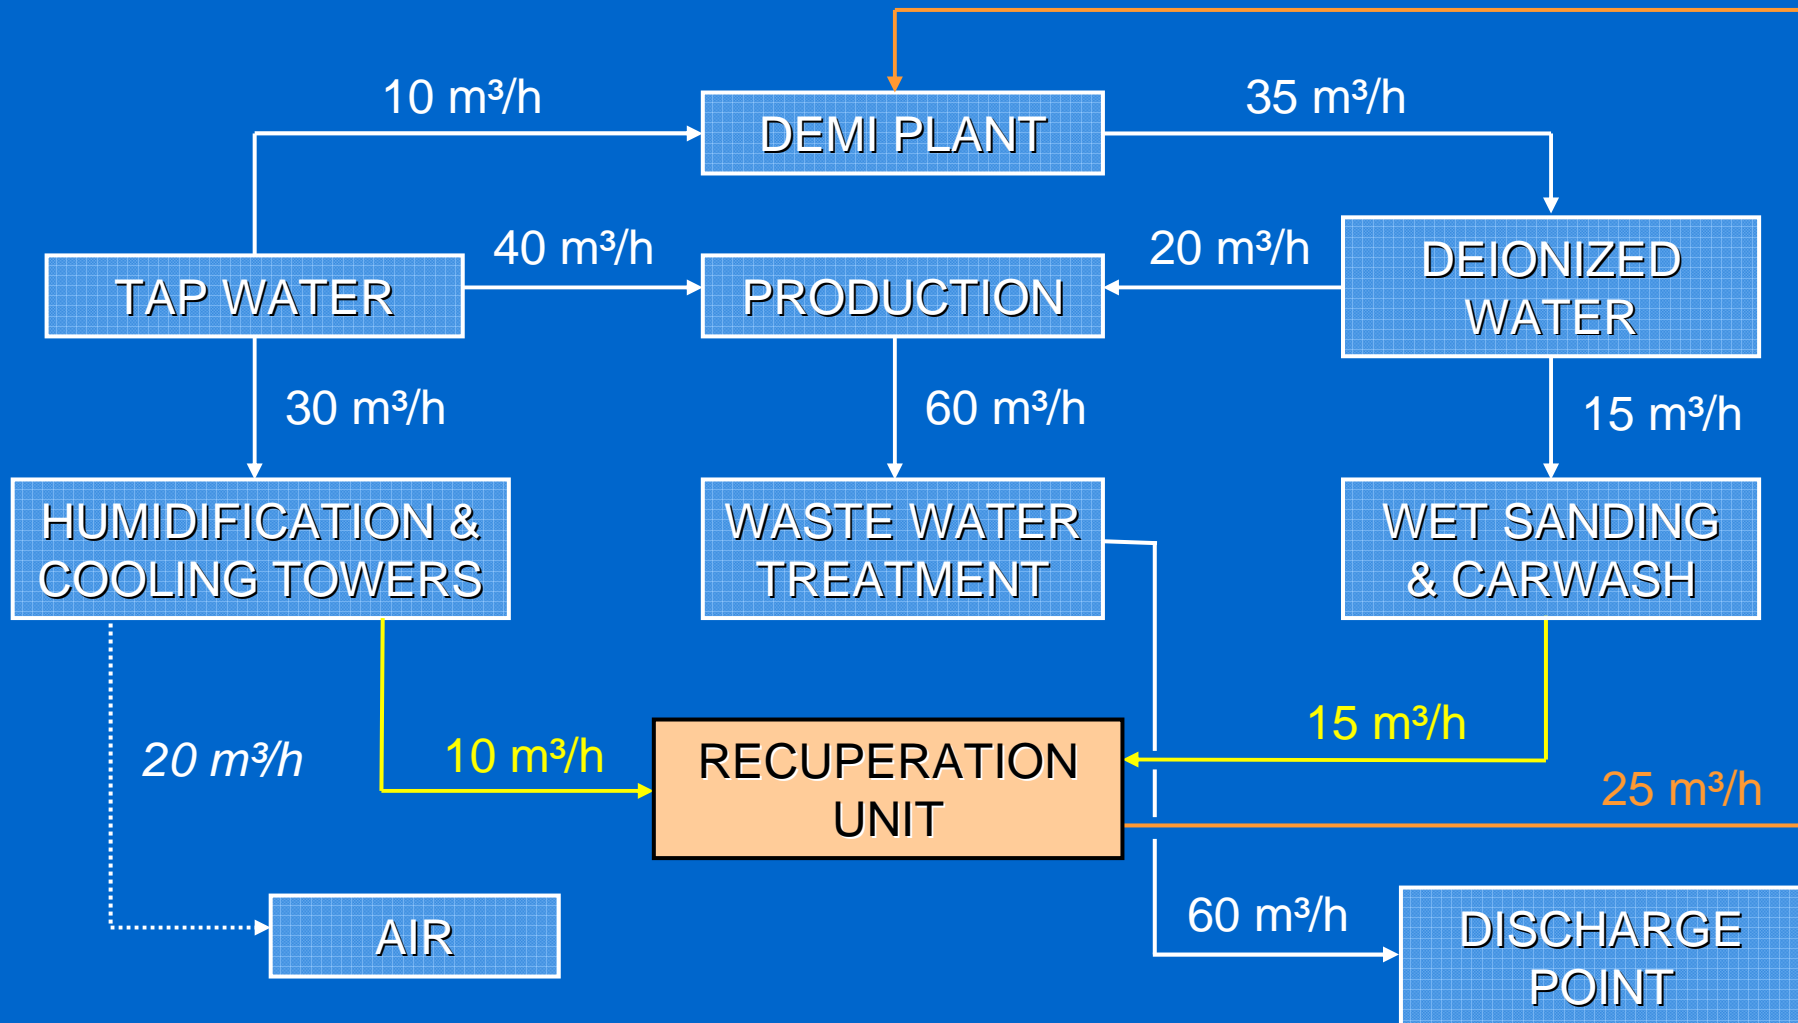 10 m³/h
35 m³/h
DEMI PLANT
40 m³/h
20 m³/h
TAP WATER
PRODUCTION
DEIONIZED
WATER
30 m³/h
60 m³/h
15 m³/h
HUMIDIFICATION &
COOLING TOWERS
WASTE WATER
TREATMENT
WET SANDING
& CARWASH
20 m³/h
10 m³/h
RECUPERATION
UNIT
15 m³/h
25 m³/h
AIR
60 m³/h
DISCHARGE
POINT